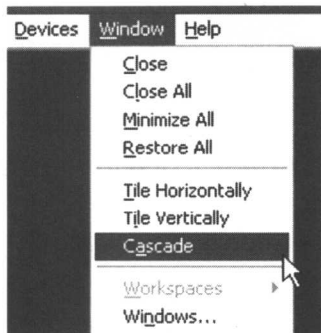 Devices Window Help
Close
Close All
Minimize All
Restore All
Tile Horizontally
Tile Vertically
Cascade
Workspaces
Windows...